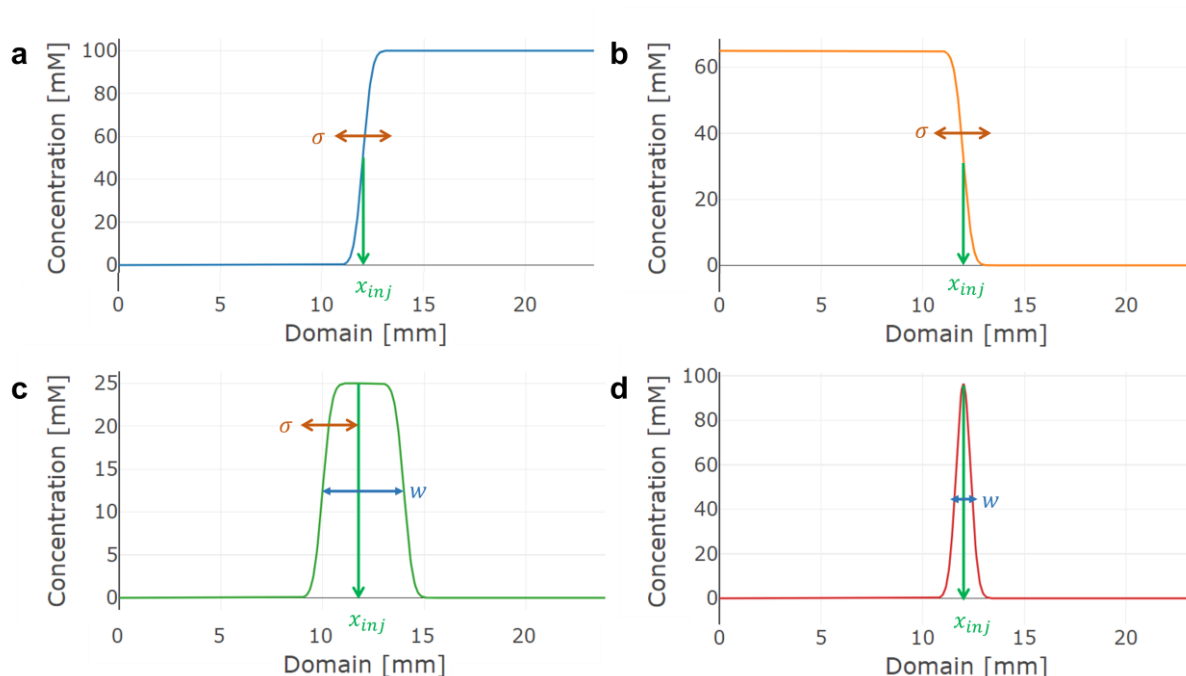 a
Concentration [mM]
100
80
60
40
20
0
σ
x_inj
0 5 10 15 20
Domain [mm]
b
Concentration [mM]
60
40
20
0
σ
x_inj
0 5 10 15 20
Domain [mm]
c
Concentration [mM]
25
20
15
10
5
0
σ
w
x_inj
0 5 10 15 20
Domain [mm]
d
Concentration [mM]
100
80
60
40
20
0
w
x_inj
0 5 10 15 20
Domain [mm]